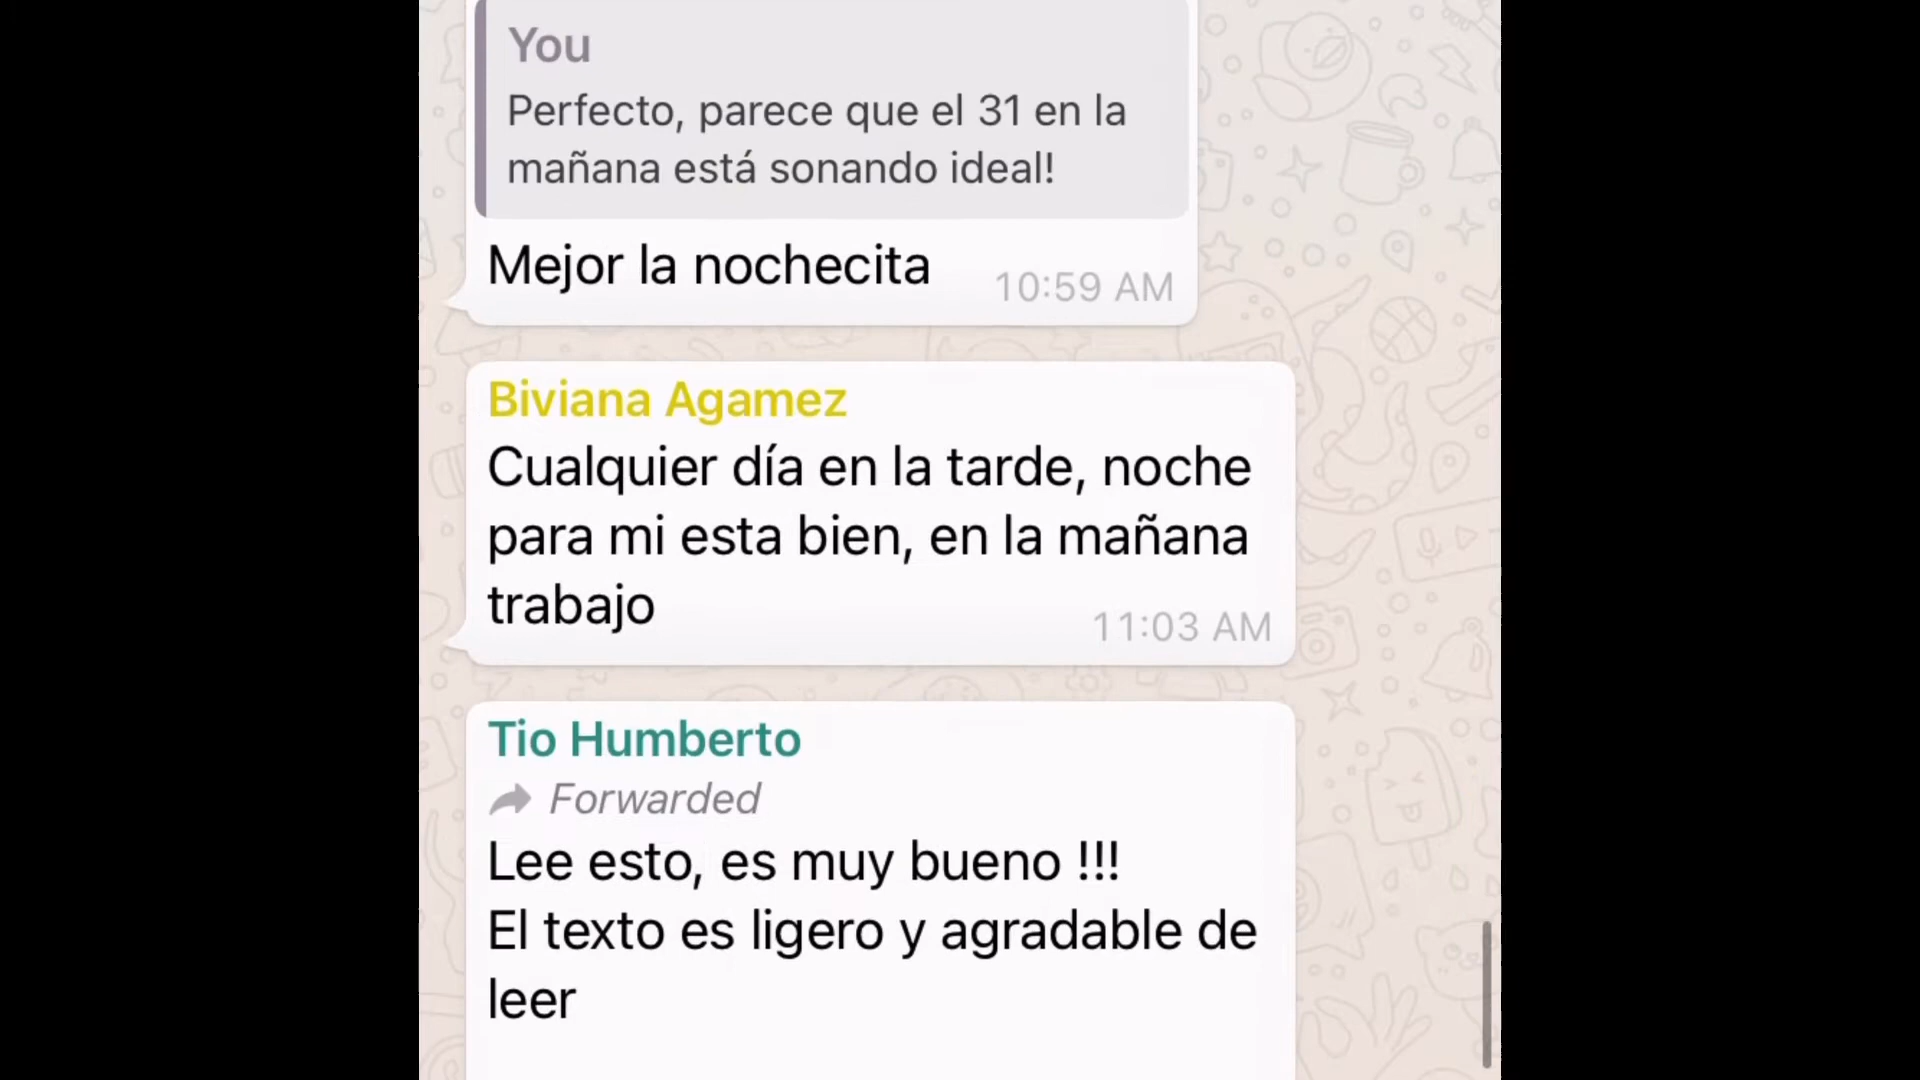 You
Perfecto, parece que el 31 en la
mañana está sonando ideal!
Mejor la nochecita
10:59 AM
Biviana Agamez
Cualquier día en la tarde, noche
para mi esta bien, en la mañana
trabajo
11:03 AM
Tio Humberto
Forwarded
Lee esto, es muy bueno !!!
El texto es ligero y agradable de
leer